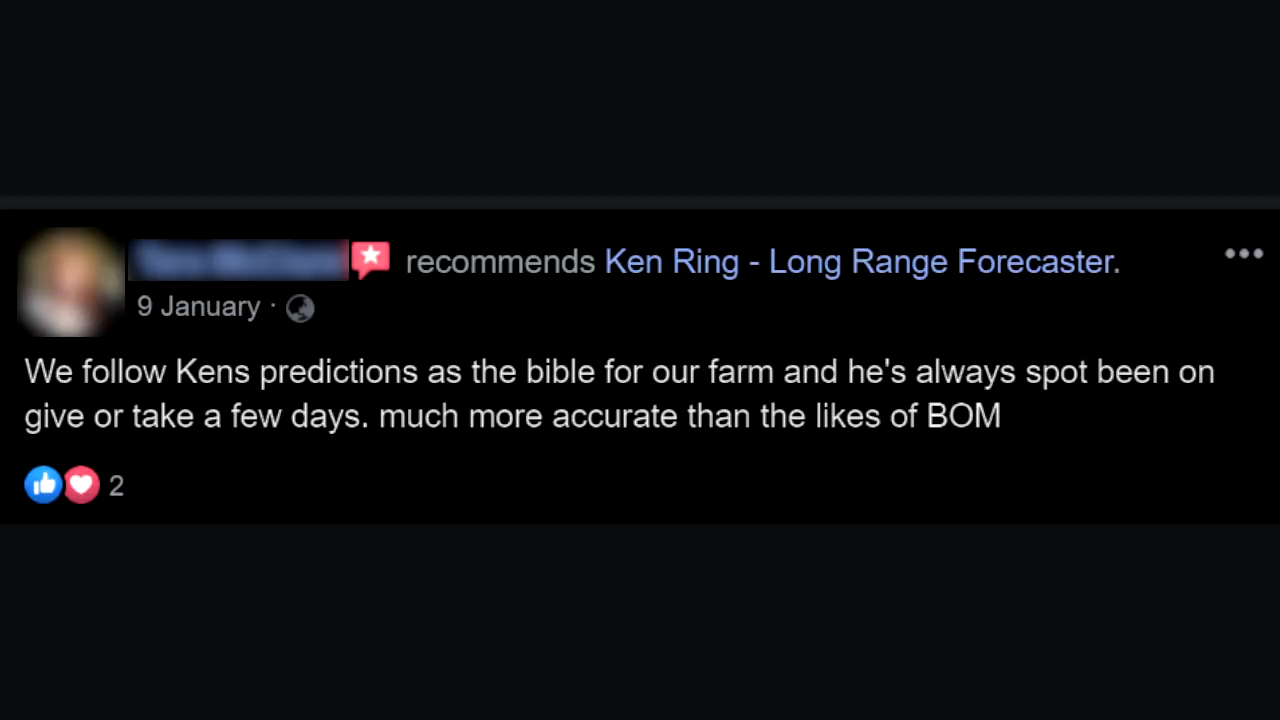 recommends Ken Ring - Long Range Forecaster.
9 January ·
We follow Kens predictions as the bible for our farm and he's always spot been on
give or take a few days. much more accurate than the likes of BOM
2